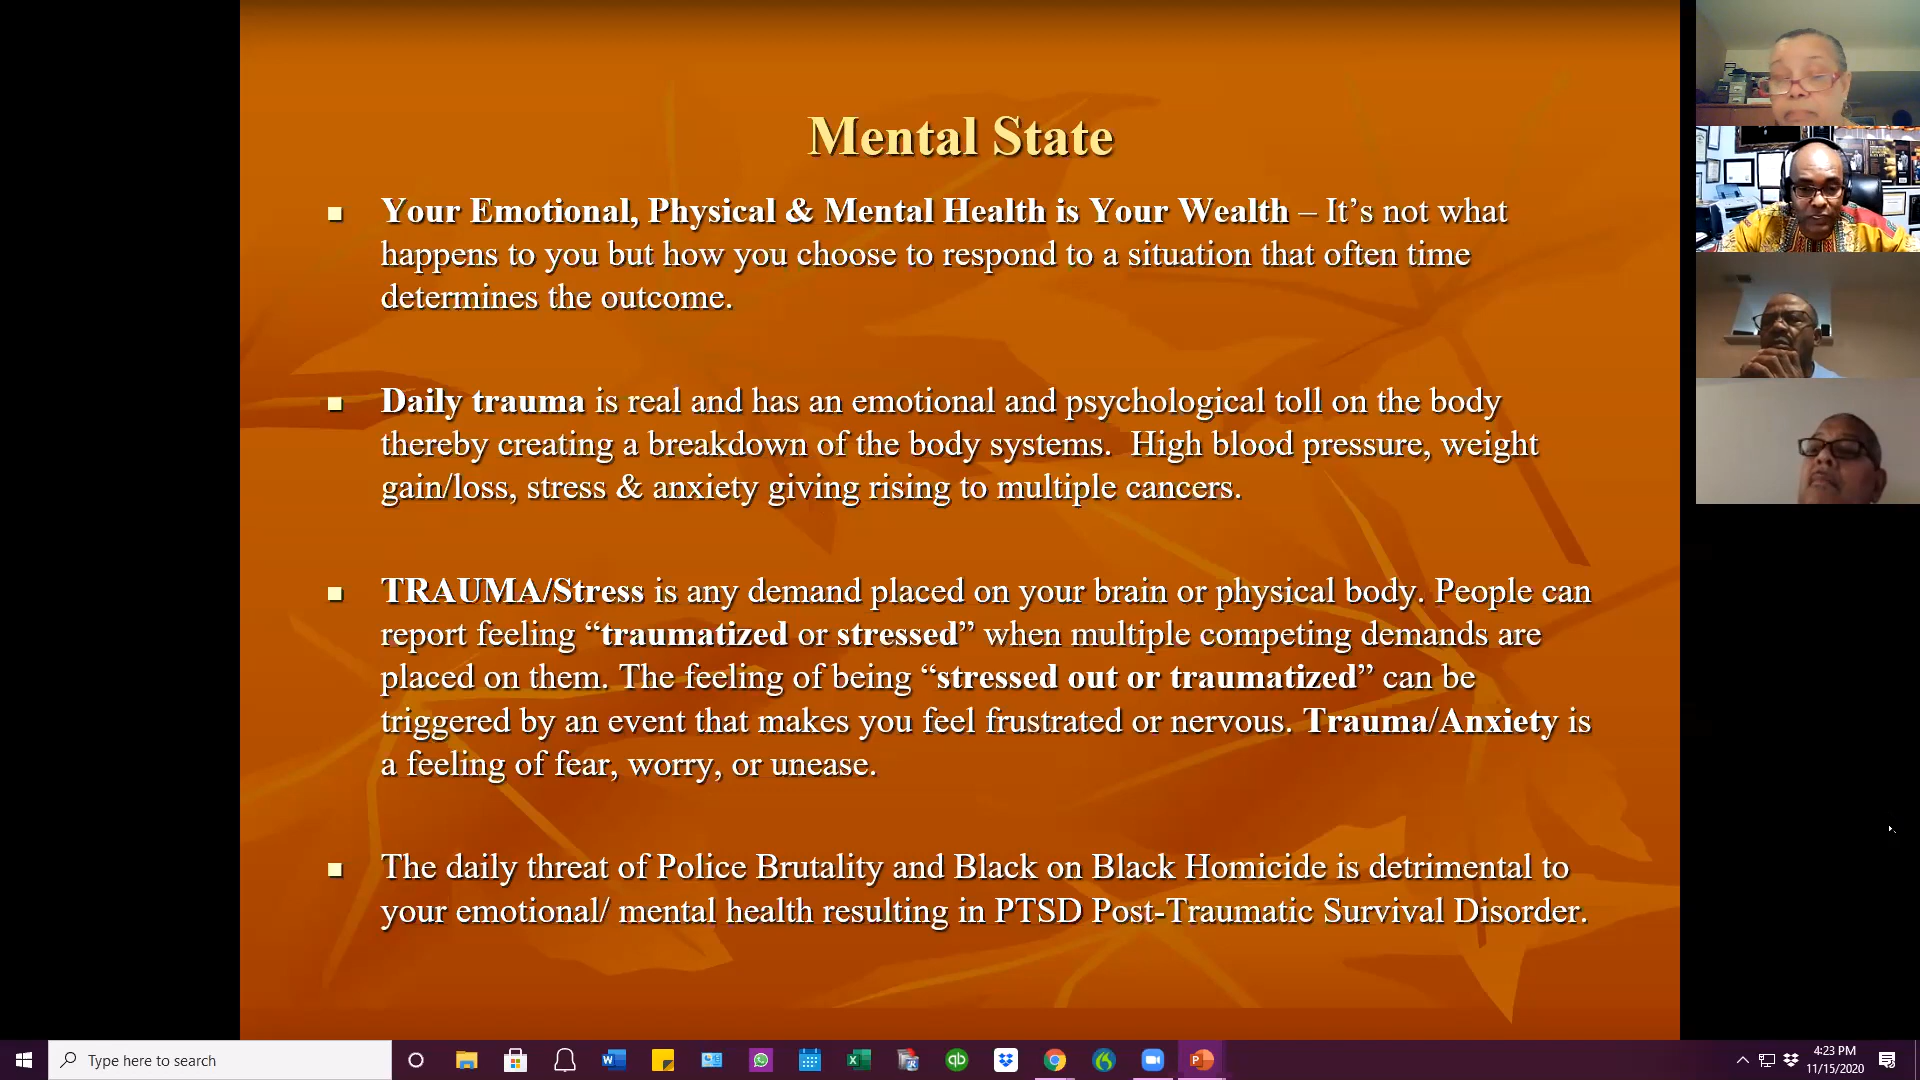 Mental State
Your Emotional, Physical & Mental Health is Your Wealth – It’s not what
happens to you but how you choose to respond to a situation that often time
determines the outcome.
Daily trauma is real and has an emotional and psychological toll on the body
thereby creating a breakdown of the body systems.  High blood pressure, weight
gain/loss, stress & anxiety giving rising to multiple cancers.
TRAUMA/Stress is any demand placed on your brain or physical body. People can
report feeling “traumatized or stressed” when multiple competing demands are
placed on them. The feeling of being “stressed out or traumatized” can be
triggered by an event that makes you feel frustrated or nervous. Trauma/Anxiety is
a feeling of fear, worry, or unease.
The daily threat of Police Brutality and Black on Black Homicide is detrimental to
your emotional/ mental health resulting in PTSD Post-Traumatic Survival Disorder.
Type here to search
4:23 PM
11/15/2020